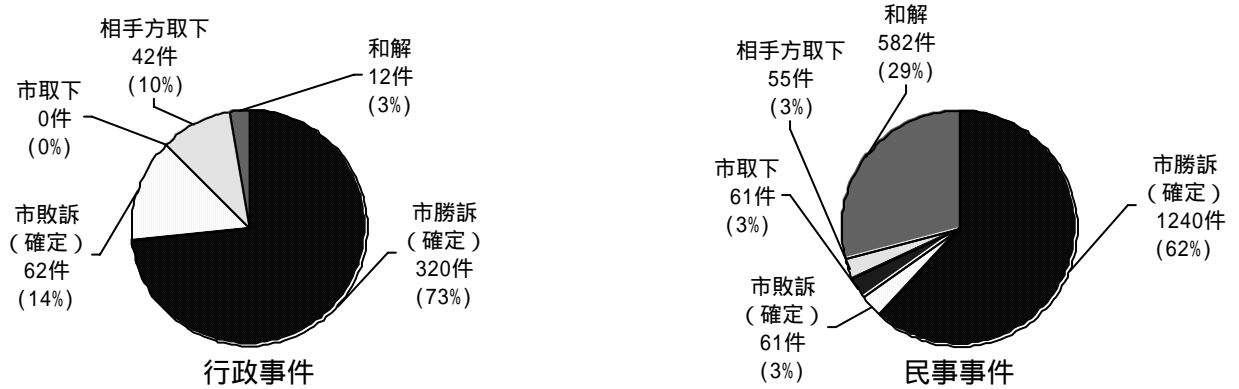 相手方取下
42件
(10%)
和解
12件
(3%)
市取下
0件
(0%)
市敗訴
(確定)
62件
(14%)
市勝訴
(確定)
320件
(73%)
行政事件
和解
582件
(29%)
相手方取下
55件
(3%)
市取下
61件
(3%)
市勝訴
(確定)
1240件
(62%)
市敗訴
(確定)
61件
(3%)
民事事件